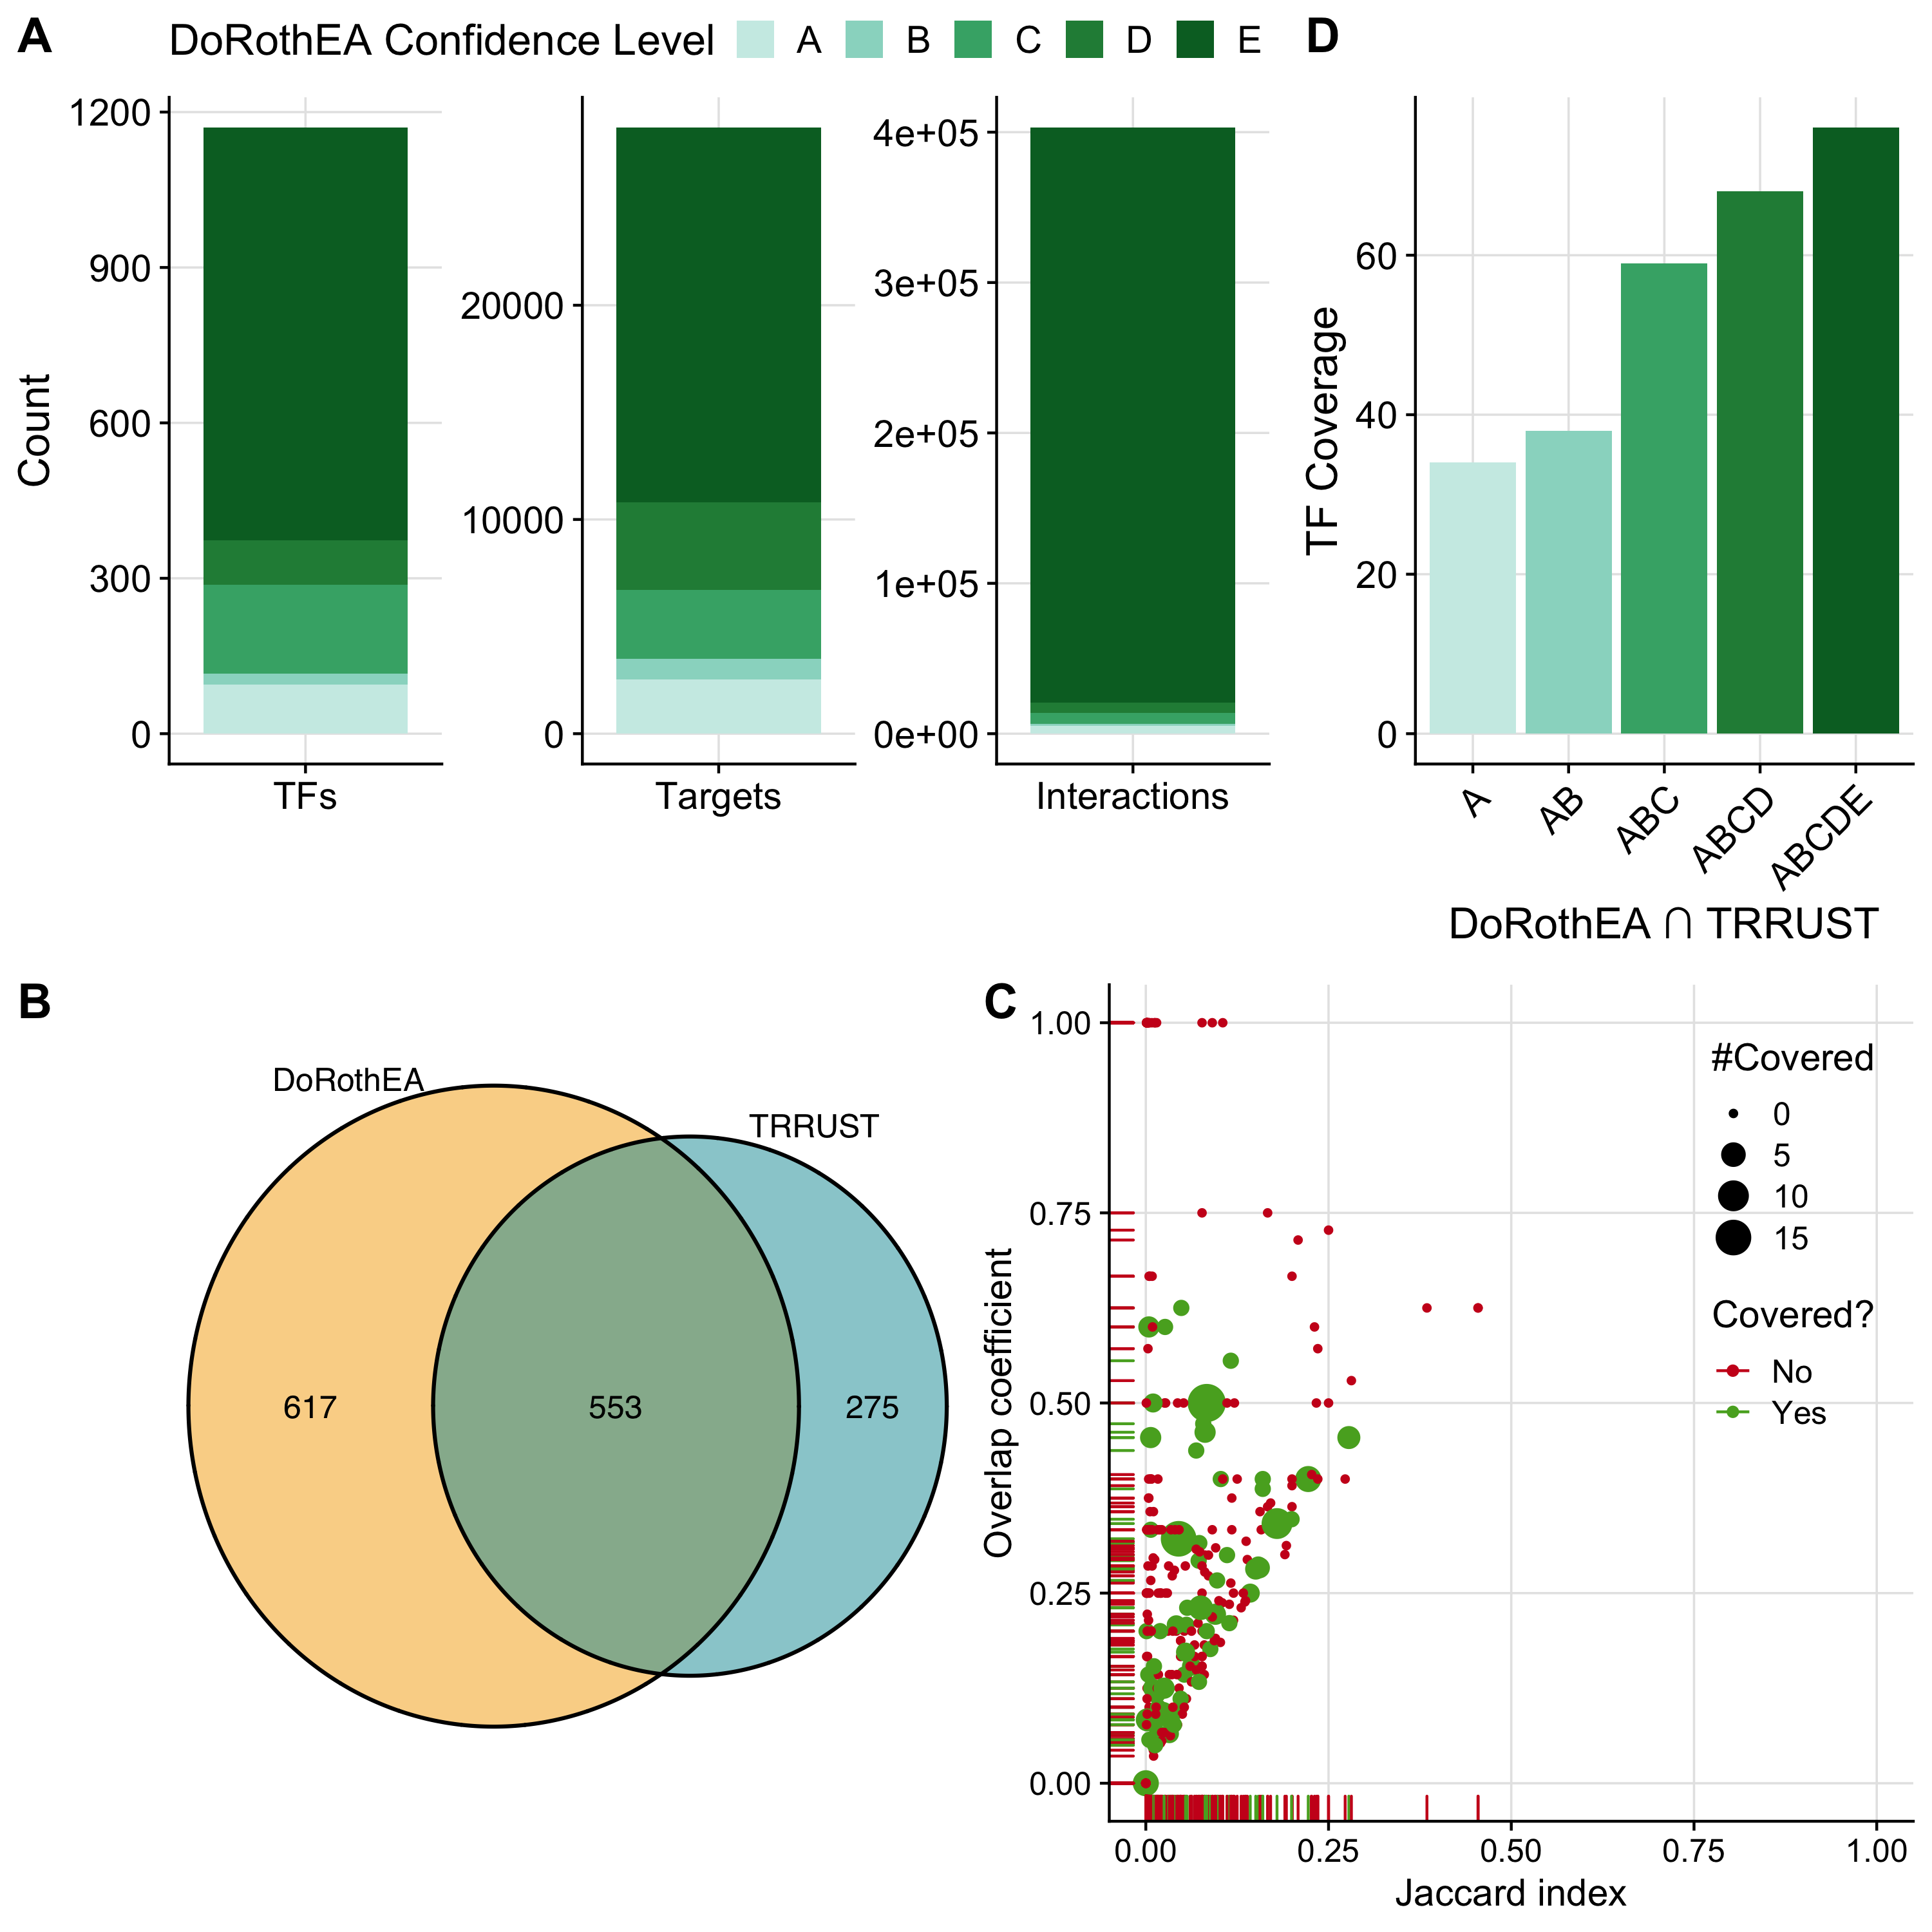 A
DoRothEA Confidence Level A B C D E
Count
1200
900
600
300
0
TFs
20000
10000
0
Targets
4e+05
3e+05
2e+05
1e+05
0e+00
Interactions
D
TF Coverage
60
40
20
0
A AB ABC ABCD ABCDE
DoRothEA ∩ TRRUST
B
DoRothEA
TRRUST
617 553 275
C
Overlap coefficient
1.00
0.75
0.50
0.25
0.00
0.00 0.25 0.50 0.75 1.00
Jaccard index
#Covered
0
5
10
15
Covered?
No
Yes